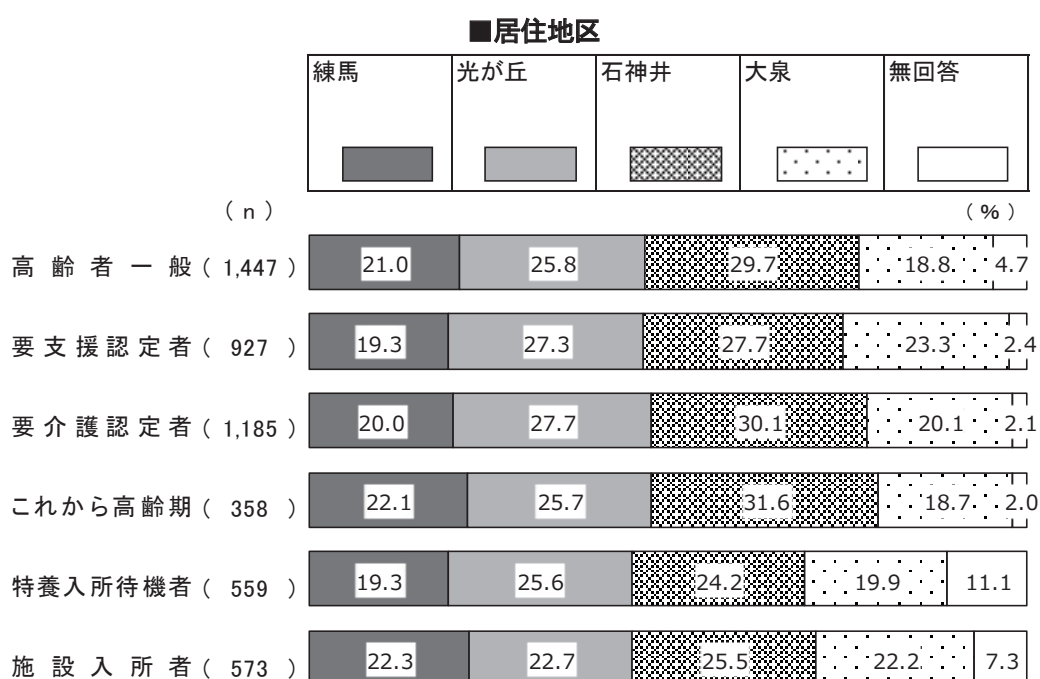 ■居住地区
練馬 光が丘 石神井 大泉 無回答
(n) (%)
高齢者一般(1,447) 21.0 25.8 29.7 18.8 4.7
要支援認定者(927) 19.3 27.3 27.7 23.3 2.4
要介護認定者(1,185) 20.0 27.7 30.1 20.1 2.1
これから高齢期(358) 22.1 25.7 31.6 18.7 2.0
特養入所待機者(559) 19.3 25.6 24.2 19.9 11.1
施設入所者(573) 22.3 22.7 25.5 22.2 7.3